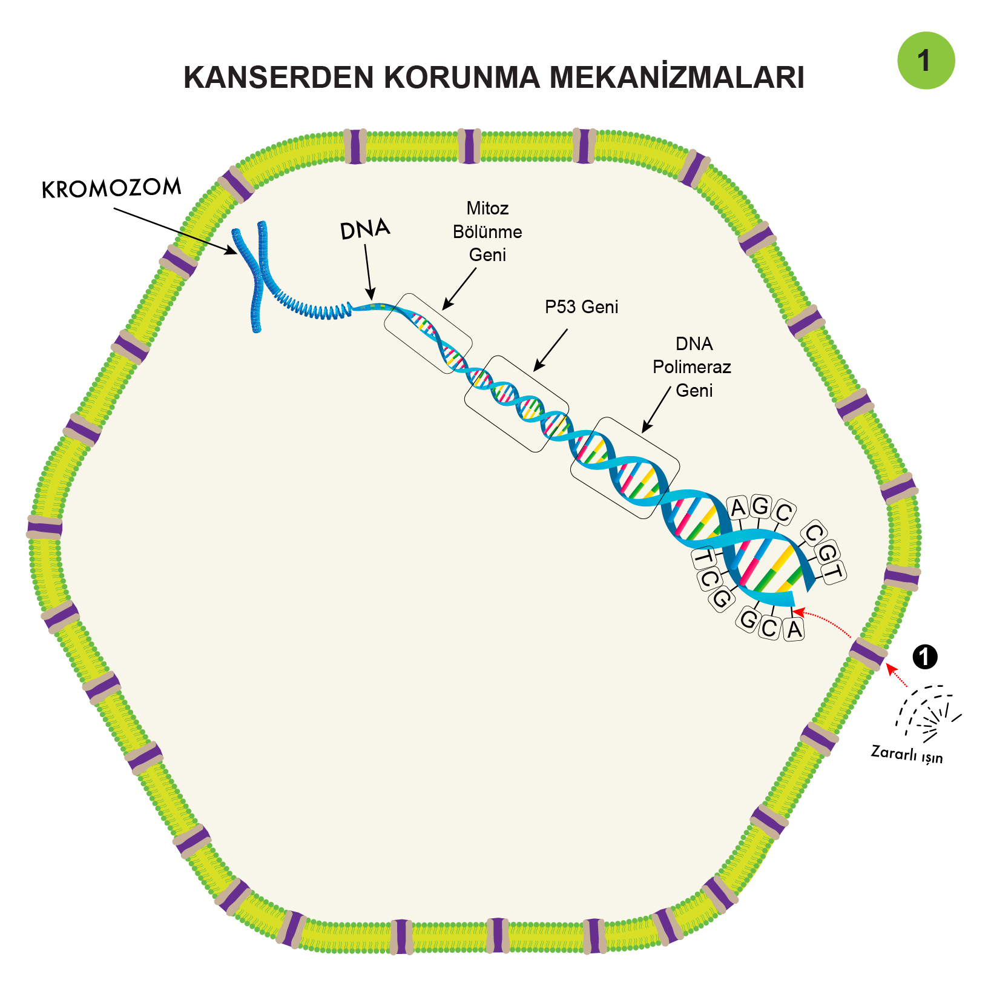 1
KANSERDEN KORUNMA MEKANİZMALARI
KROMOZOM
DNA
Mitoz
Bölünme
Geni
P53 Geni
DNA
Polimeraz
Geni
A G C C G T
T C G G C A
1
Zararlı ışın